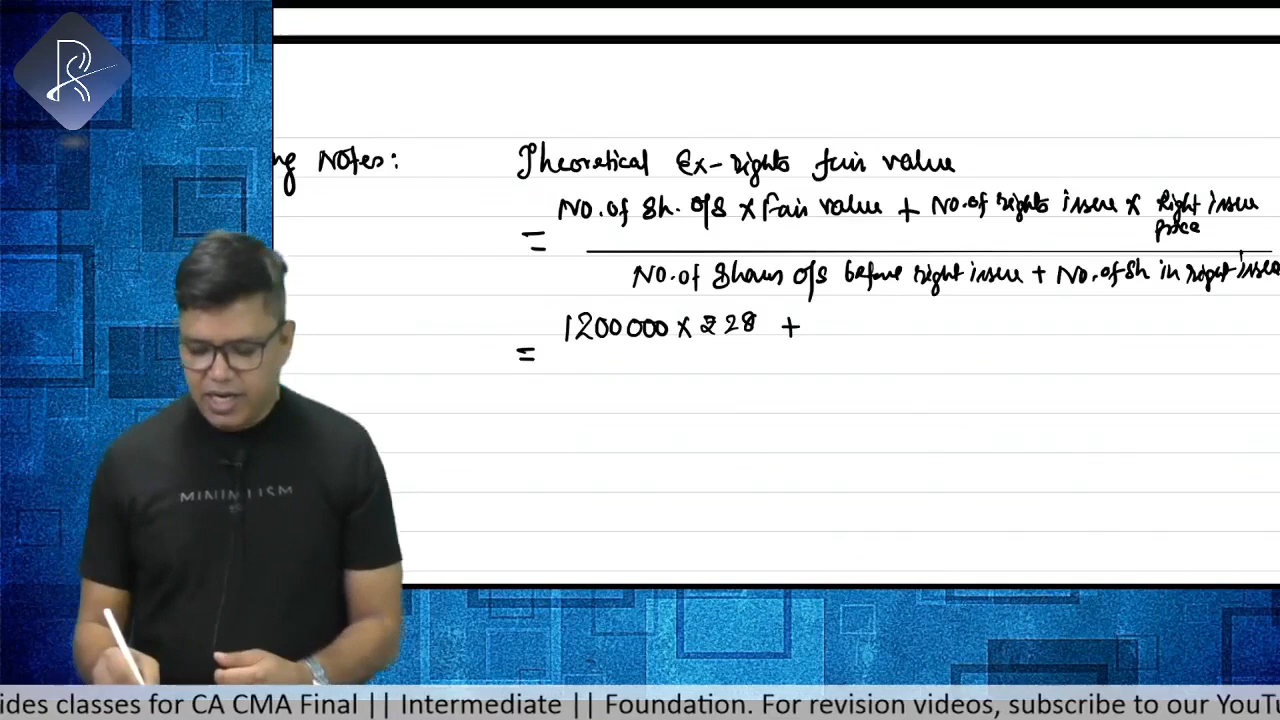 ng Notes:
Theoretical Ex-rights fair value
= No. of Sh. o/s x Fair value + No. of rights issue x Right issue price
No. of Shares o/s before right issue + No. of Sh in right issue
= 1200000 x 228 +
MINIMLISM
ides classes for CA CMA Final || Intermediate || Foundation. For revision videos, subscribe to our YouTu